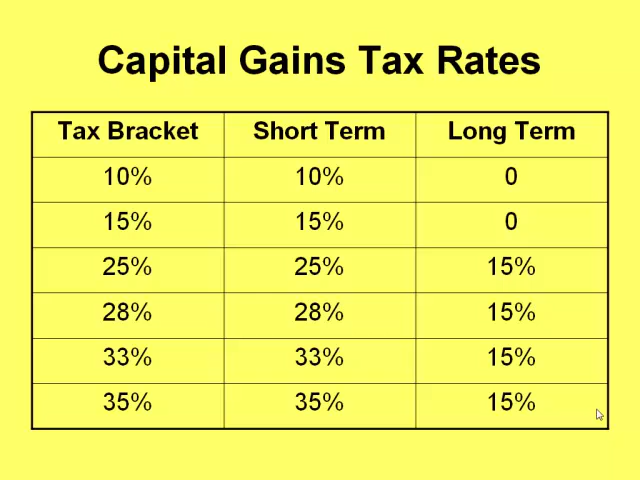 Capital Gains Tax Rates
Tax Bracket Short Term Long Term
10% 10% 0
15% 15% 0
25% 25% 15%
28% 28% 15%
33% 33% 15%
35% 35% 15%